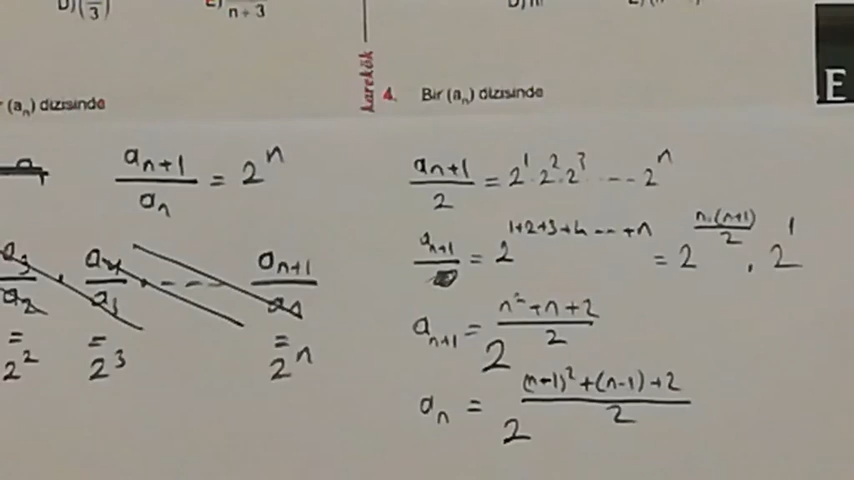 D) (—/3)
E) —/n + 3
D) n!
karekök
E
r (aₙ) dizisinde
4. Bir (aₙ) dizisinde
a₁
aₙ₊₁/aₙ = 2ⁿ
a₃/a₂ · a₄/a₃ · - - - aₙ₊₁/aₙ
= = =
2² 2³ 2ⁿ
aₙ₊₁/2 = 2¹·2²·2³ ---- 2ⁿ
aₙ₊₁/ = 2^(1+2+3+4----+n) = 2^(n.(n+1)/2) . 2¹
aₙ₊₁ = 2^((n²+n+2)/2)
aₙ = 2^(((n-1)²+(n-1)+2)/2)